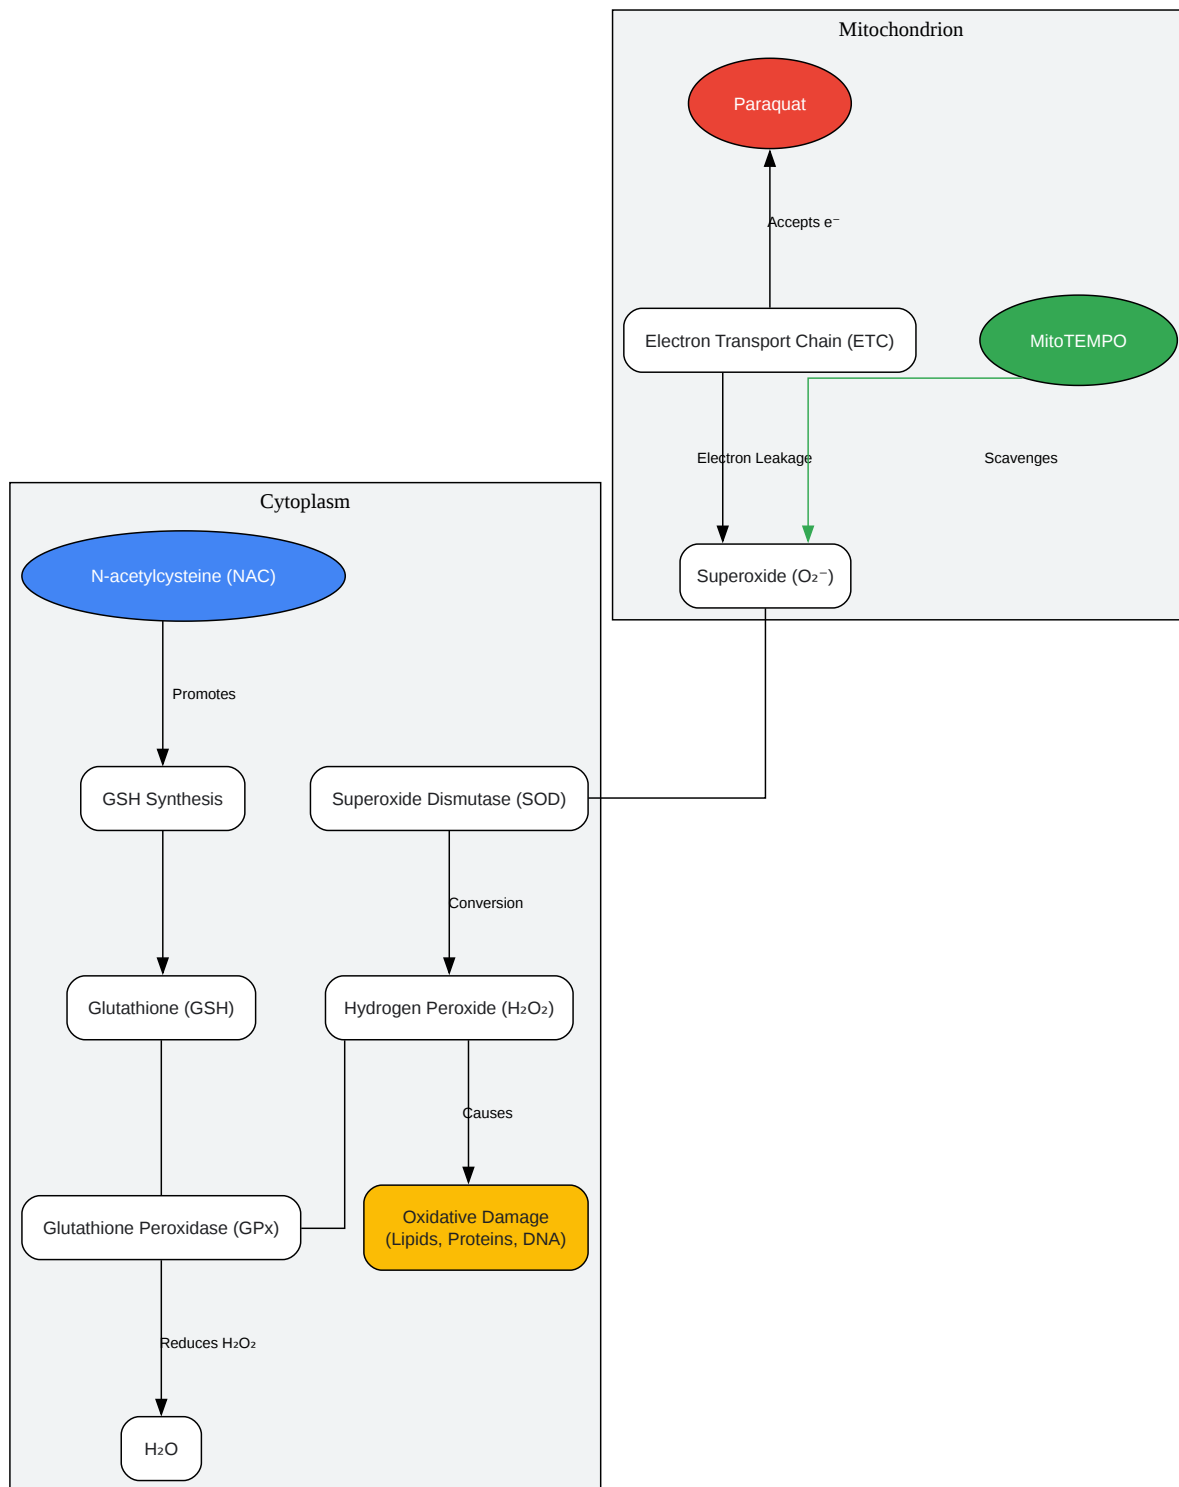 Mitochondrion
Paraquat
Accepts e⁻
Electron Transport Chain (ETC)
MitoTEMPO
Electron Leakage
Scavenges
Superoxide (O₂⁻)
Cytoplasm
N-acetylcysteine (NAC)
Promotes
GSH Synthesis
Superoxide Dismutase (SOD)
Conversion
Glutathione (GSH)
Hydrogen Peroxide (H₂O₂)
Causes
Glutathione Peroxidase (GPx)
Oxidative Damage
(Lipids, Proteins, DNA)
Reduces H₂O₂
H₂O